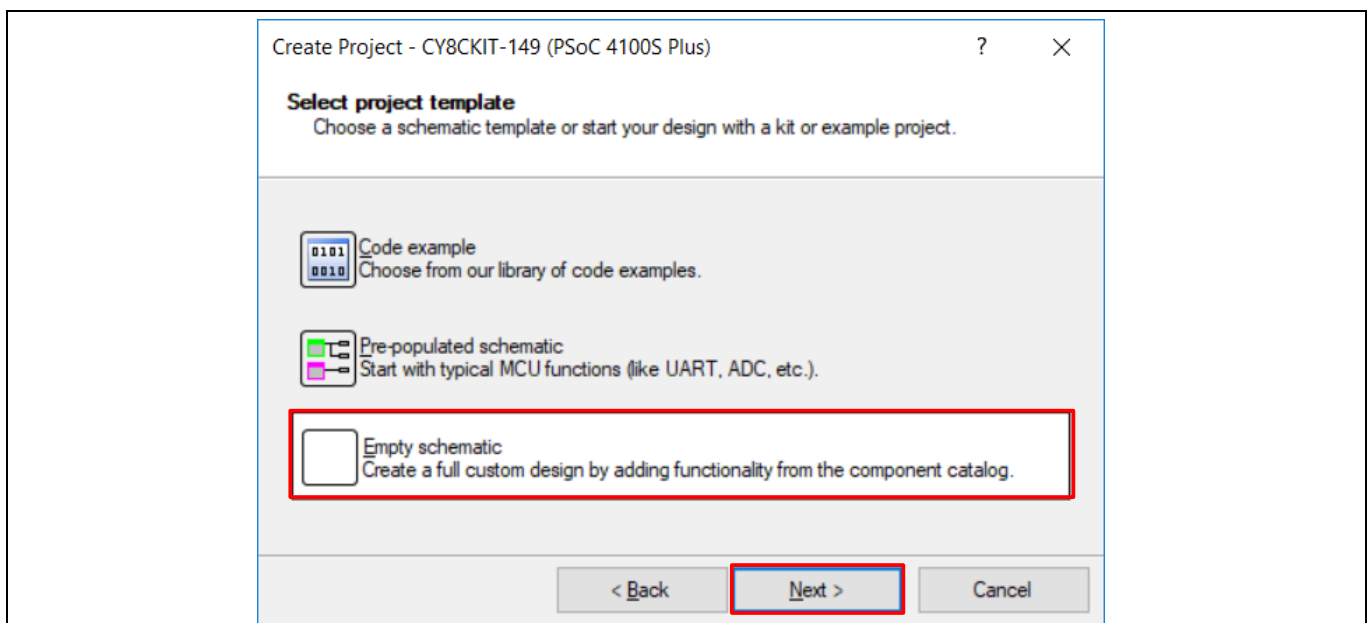 Create Project - CY8CKIT-149 (PSoC 4100S Plus) ?
Select project template
Choose a schematic template or start your design with a kit or example project.
0101
0010
Code example
Choose from our library of code examples.
Pre-populated schematic
Start with typical MCU functions (like UART, ADC, etc.).
Empty schematic
Create a full custom design by adding functionality from the component catalog.
< Back Next > Cancel